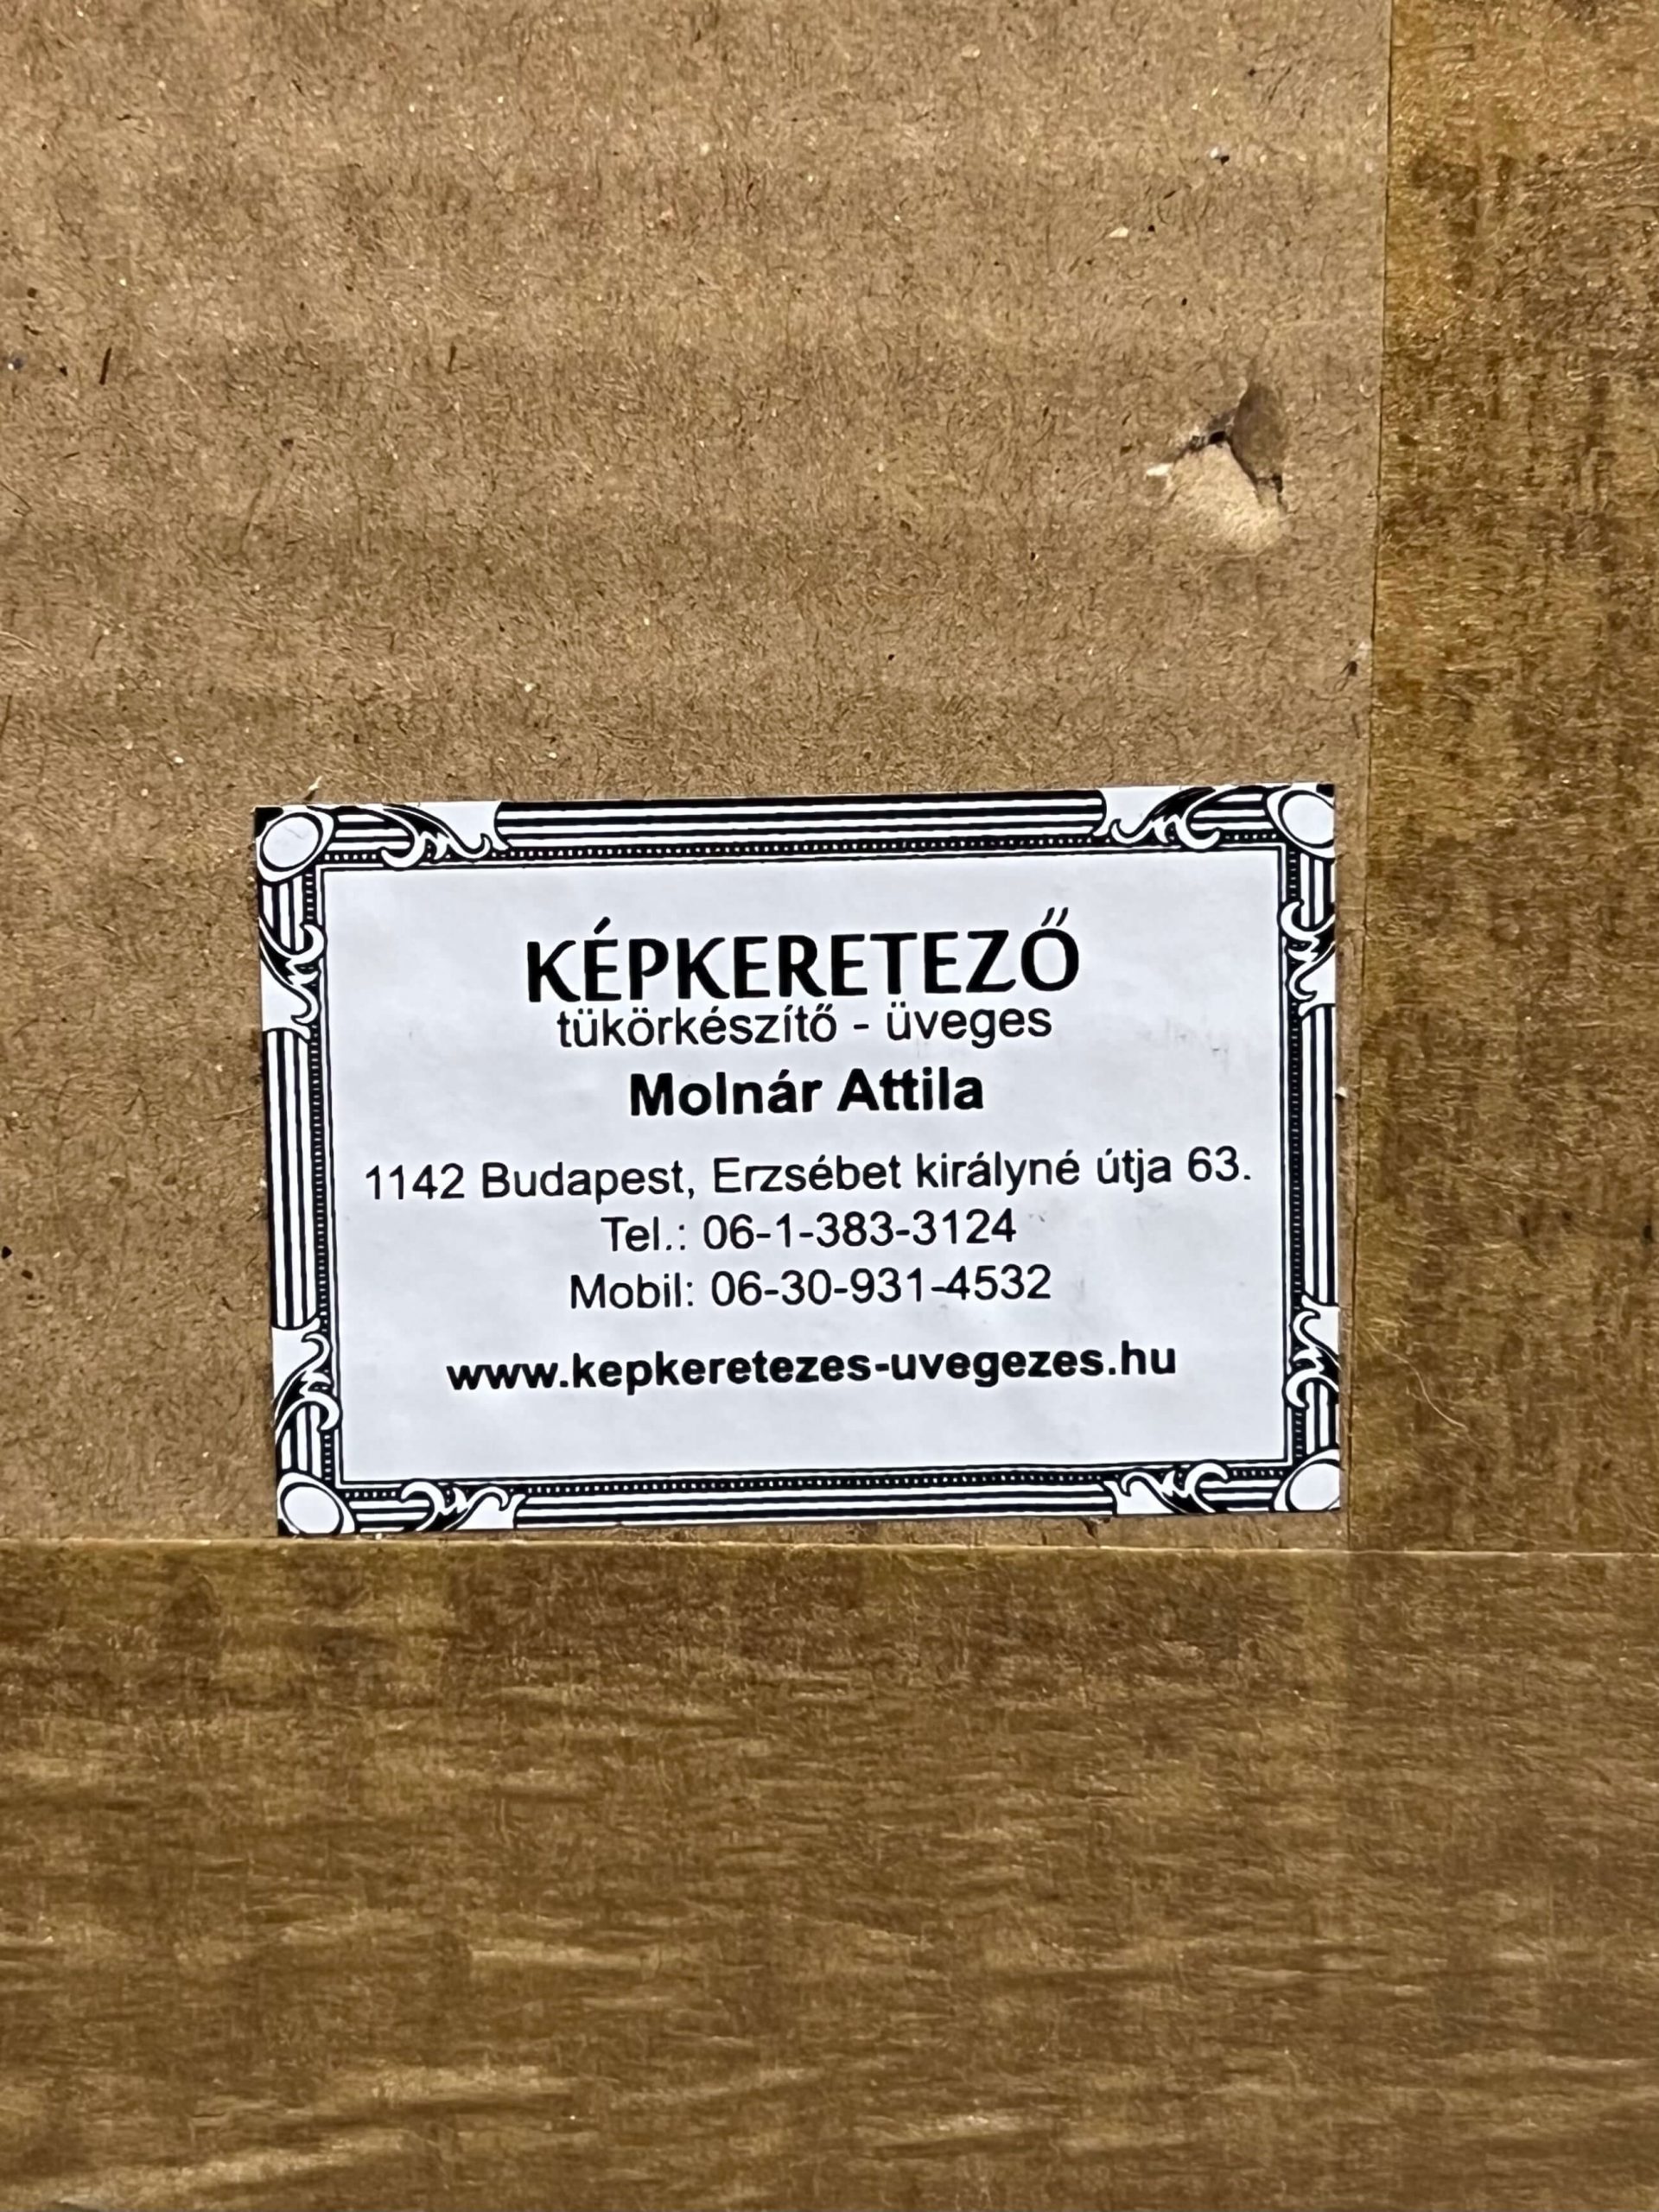 KÉPKERETEZŐ
tükörkészítő - üveges
Molnár Attila
1142 Budapest, Erzsébet királyné útja 63.
Tel.: 06-1-383-3124
Mobil: 06-30-931-4532
www.kepkeretezes-uvegezes.hu